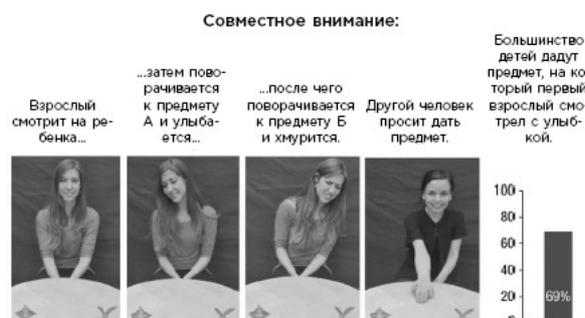 Совместное внимание:
Взрослый
смотрит на ре-
бенка...
...затем пово-
рачивается
к предмету
А и улыба-
ется...
...после чего
поворачивается
к предмету Б
и хмурится.
Другой человек
просит дать
предмет.
Большинство
детей дадут
предмет, на ко-
торый первый
взрослый смо-
трел с улыб-
кой.
100
80
60
40
20
69%